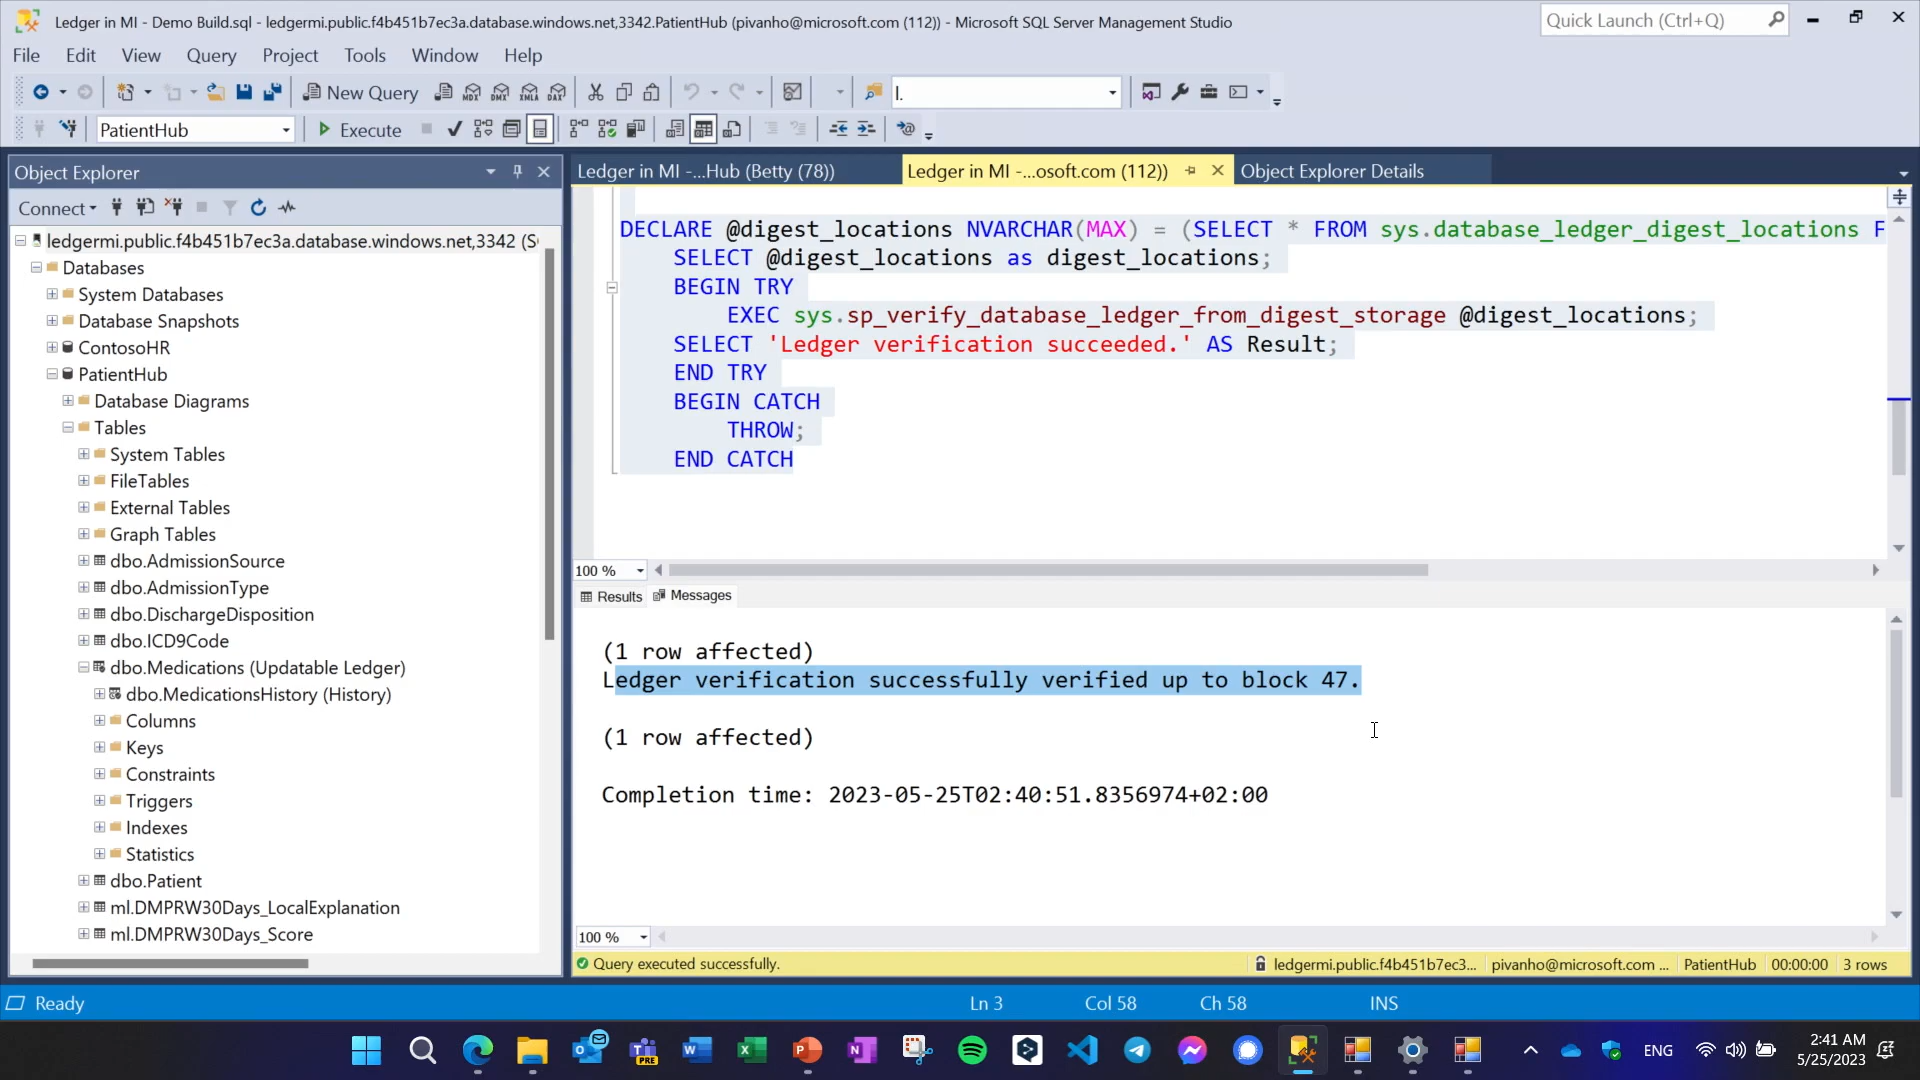 Ledger in MI - Demo Build.sql - ledgermi.public.f4b451b7ec3a.database.windows.net,3342.PatientHub (pivanho@microsoft.com (112)) - Microsoft SQL Server Management Studio
Quick Launch (Ctrl+Q)
File Edit View Query Project Tools Window Help
New Query
MDX DMX XMLA DAX
l.
PatientHub
Execute
Object Explorer
Ledger in MI -...Hub (Betty (78))
Ledger in MI -...osoft.com (112))
Object Explorer Details
Connect
ledgermi.public.f4b451b7ec3a.database.windows.net,3342 (S
Databases
System Databases
Database Snapshots
ContosoHR
PatientHub
Database Diagrams
Tables
System Tables
FileTables
External Tables
Graph Tables
dbo.AdmissionSource
dbo.AdmissionType
dbo.DischargeDisposition
dbo.ICD9Code
dbo.Medications (Updatable Ledger)
dbo.MedicationsHistory (History)
Columns
Keys
Constraints
Triggers
Indexes
Statistics
dbo.Patient
ml.DMPRW30Days_LocalExplanation
ml.DMPRW30Days_Score
DECLARE @digest_locations NVARCHAR(MAX) = (SELECT * FROM sys.database_ledger_digest_locations F
SELECT @digest_locations as digest_locations;
BEGIN TRY
EXEC sys.sp_verify_database_ledger_from_digest_storage @digest_locations;
SELECT 'Ledger verification succeeded.' AS Result;
END TRY
BEGIN CATCH
THROW;
END CATCH
100 %
Results
Messages
(1 row affected)
Ledger verification successfully verified up to block 47.
(1 row affected)
Completion time: 2023-05-25T02:40:51.8356974+02:00
100 %
Query executed successfully.
ledgermi.public.f4b451b7ec3...
pivanho@microsoft.com ...
PatientHub
00:00:00
3 rows
Ready
Ln 3
Col 58
Ch 58
INS
PRE
ENG
2:41 AM
5/25/2023